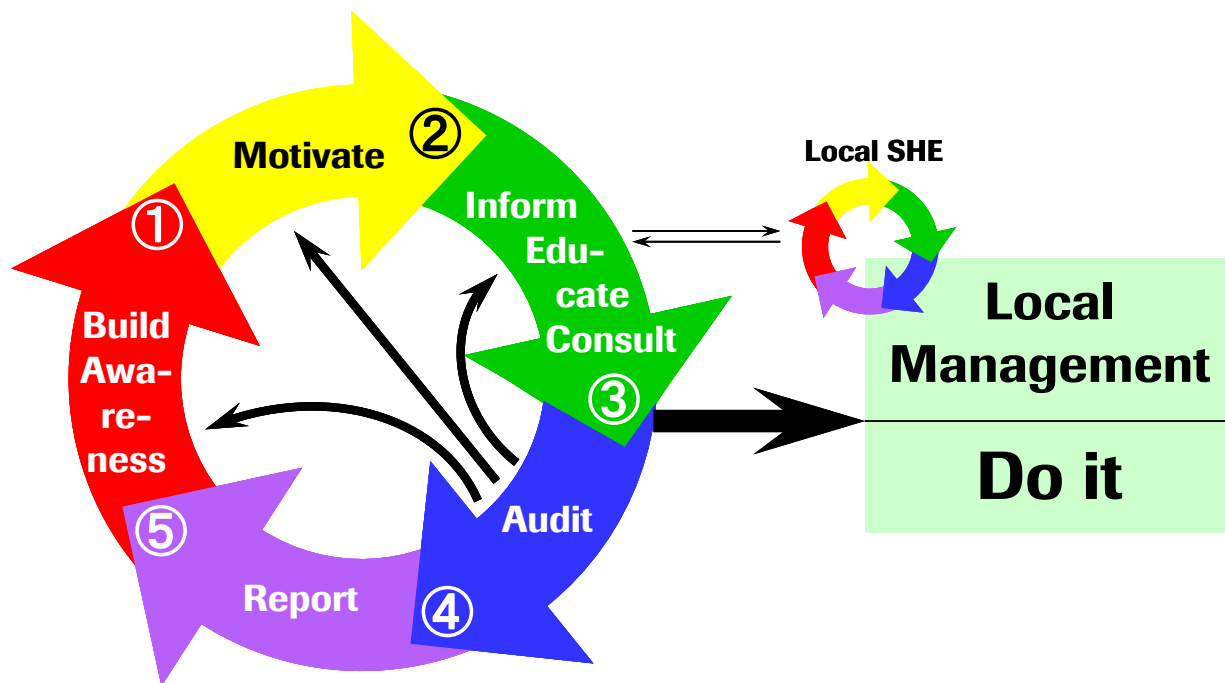 ①
Build
Awa-
re-
ness
Motivate
②
Inform
Edu-
cate
Consult
③
Audit
④
Report
⑤
Local SHE
Local
Management
Do it